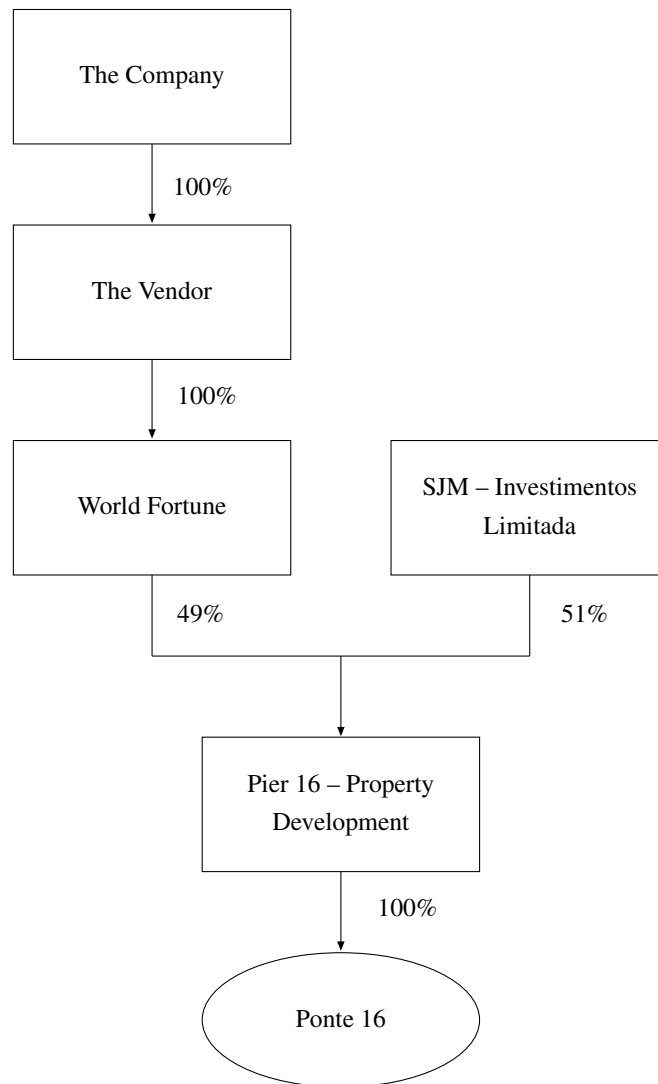 The Company
100%
The Vendor
100%
World Fortune
SJM – Investimentos
Limitada
49%
51%
Pier 16 – Property
Development
100%
Ponte 16